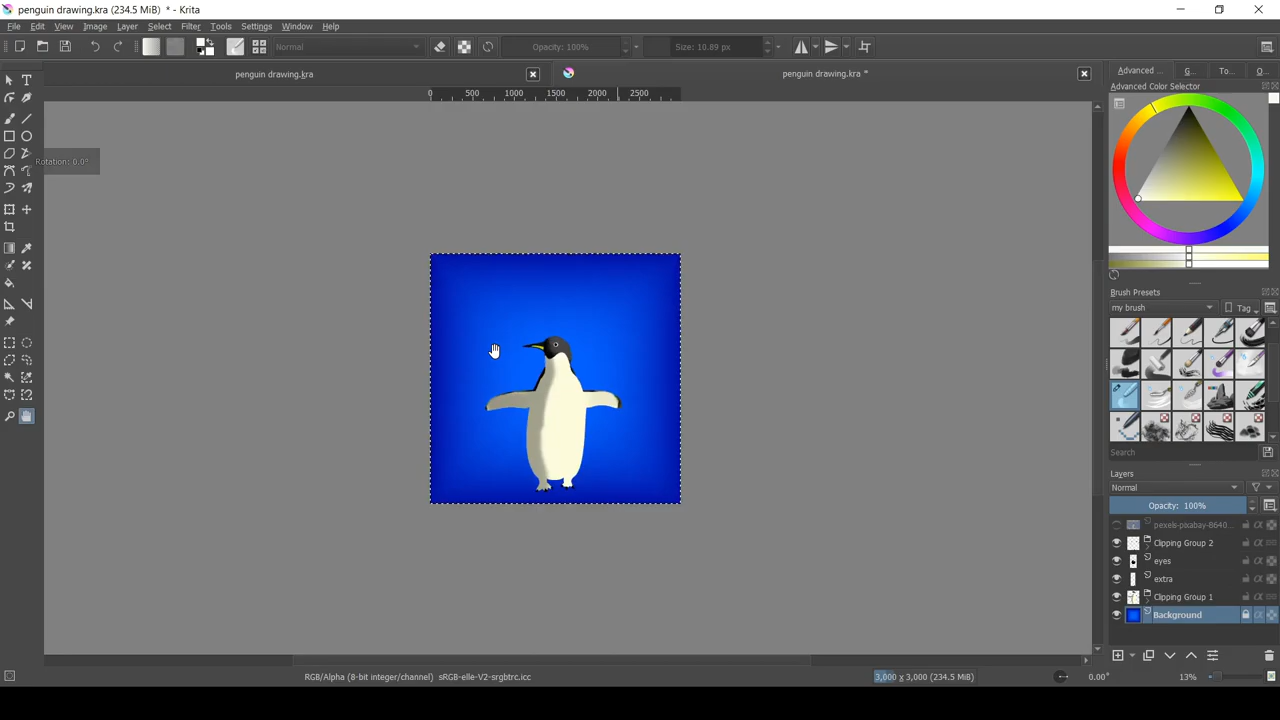 penguin drawing.kra (234.5 MiB) * - Krita
File Edit View Image Layer Select Filter Tools Settings Window Help
Normal Opacity: 100% Size: 10.89 px
penguin drawing.kra penguin drawing.kra *
Advanced ... G... To... O...
Advanced Color Selector
0 500 1000 1500 2000 2500
Rotation: 0.0°
Brush Presets
my brush Tag
Search
Layers
Normal
Opacity: 100%
pexels-pixabay-8640...
Clipping Group 2
eyes
extra
Clipping Group 1
Background
RGB/Alpha (8-bit integer/channel) sRGB-elle-V2-srgbtrc.icc 3,000 x 3,000 (234.5 MiB) 0.00° 13%